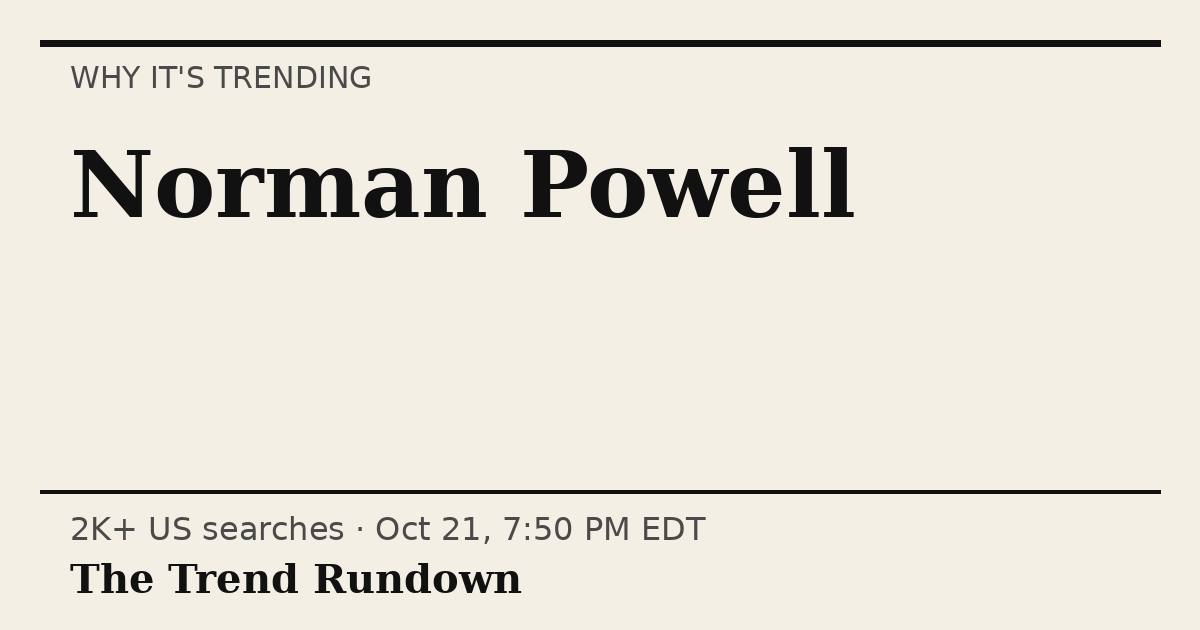 WHY IT'S TRENDING
Norman Powell
2K+ US searches · Oct 21, 7:50 PM EDT
The Trend Rundown